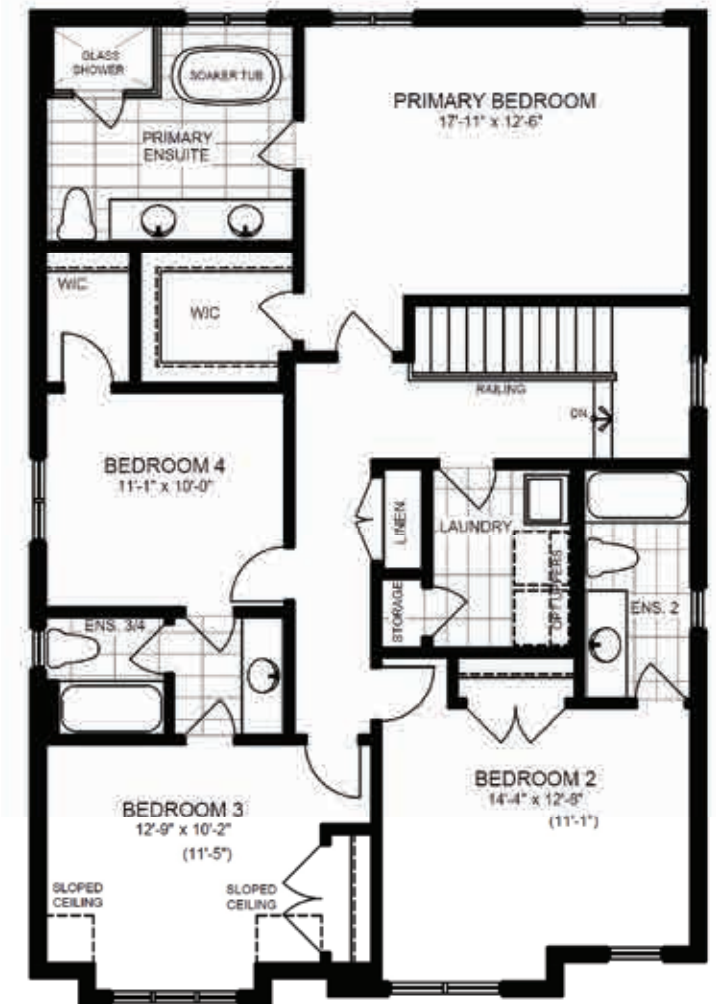 GLASS
SHOWER
SOAKER TUB
PRIMARY BEDROOM
17'-11" x 12'-6"
PRIMARY
ENSUITE
WIC
WIC
RAILING
DN
BEDROOM 4
11'-1" x 10'-0"
LINEN
LAUNDRY
OPT UPPERS
STORAGE
ENS. 2
ENS. 3/4
BEDROOM 2
14'-4" x
(11'-1")
BEDROOM 3
12'-9" x 10'-2"
(11'-5")
SLOPED
CEILING
SLOPED
CEILING